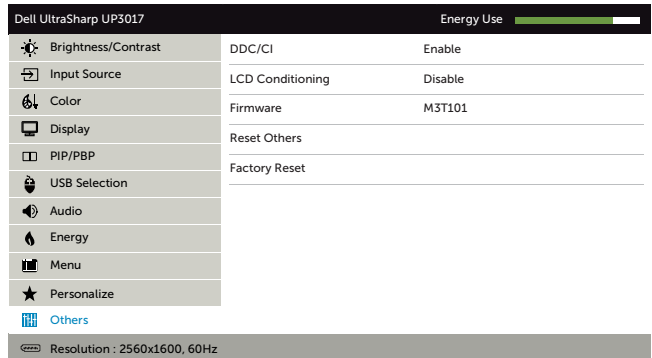 Dell UltraSharp UP3017 Energy Use
Brightness/Contrast DDC/CI Enable
Input Source LCD Conditioning Disable
Color Firmware M3T101
Display Reset Others
PIP/PBP Factory Reset
USB Selection
Audio
Energy
Menu
Personalize
Others
Resolution : 2560x1600, 60Hz